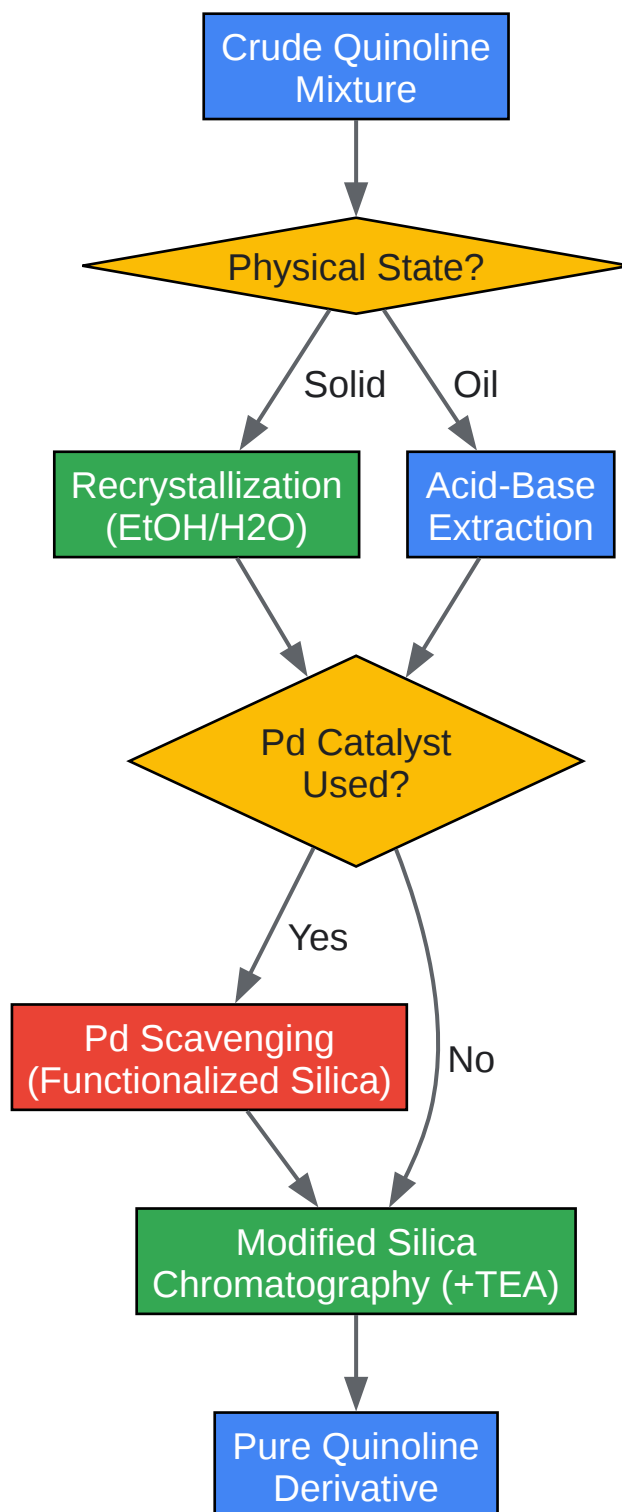 Crude Quinoline
Mixture
Physical State?
Solid
Oil
Recrystallization
(EtOH/H2O)
Acid-Base
Extraction
Pd Catalyst
Used?
Yes
Pd Scavenging
(Functionalized Silica)
No
Modified Silica
Chromatography (+TEA)
Pure Quinoline
Derivative